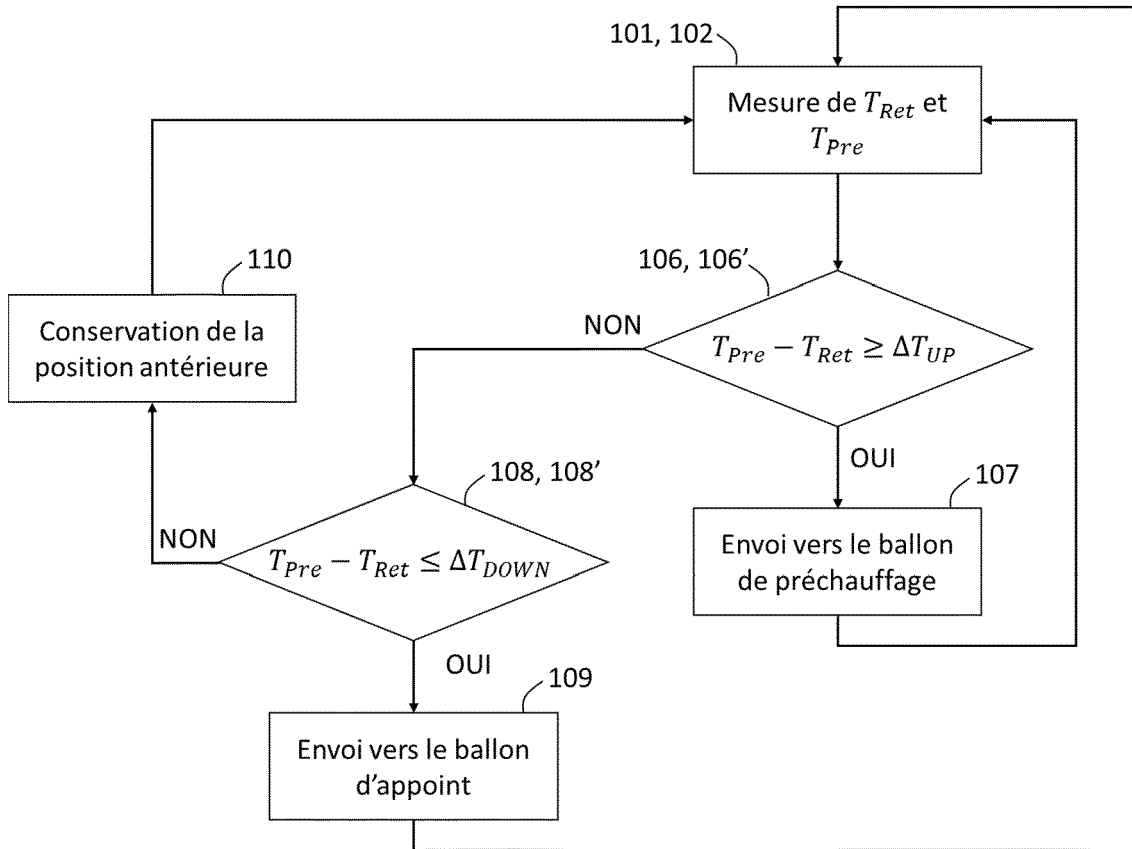 101, 102
Mesure de T_Ret et
T_Pre
110
Conservation de la
position antérieure
106, 106’
NON
T_Pre − T_Ret ≥ ΔT_UP
OUI
107
Envoi vers le ballon
de préchauffage
108, 108’
NON
T_Pre − T_Ret ≤ ΔT_DOWN
OUI
109
Envoi vers le ballon
d’appoint